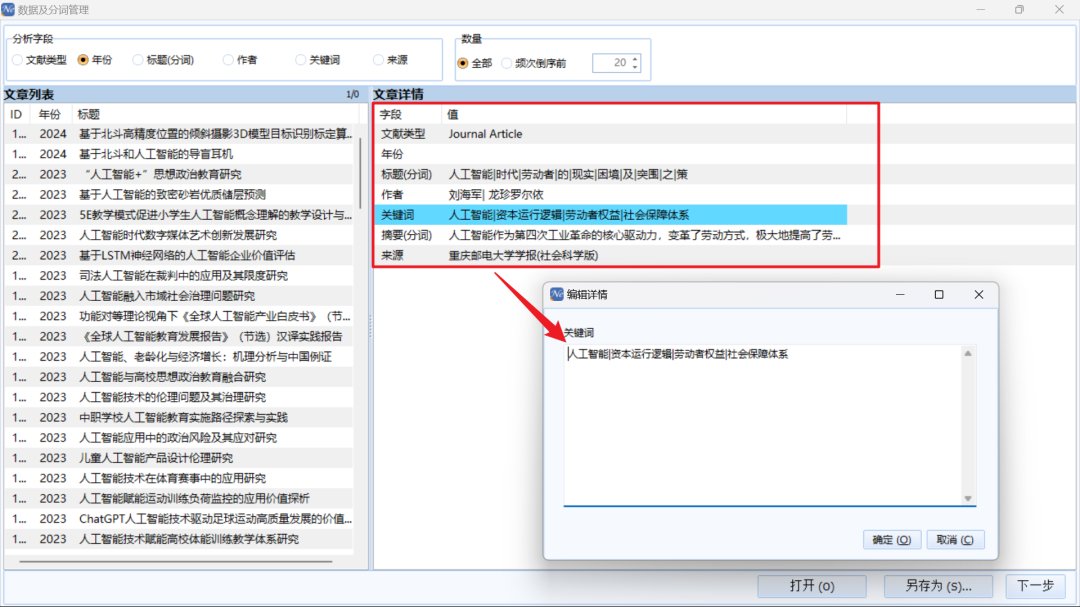 数据及分词管理
分析字段
文献类型 年份 标题(分词) 作者 关键词 来源
数量
全部 频次倒序前 20
文章列表 1/0
ID 年份 标题
1... 2024 基于北斗高精度位置的倾斜摄影3D模型目标识别标定算...
1... 2024 基于北斗和人工智能的导盲耳机
2... 2023 “人工智能+”思想政治教育研究
2... 2023 基于人工智能的致密砂岩优质储层预测
2... 2023 5E教学模式促进小学生人工智能概念理解的教学设计与...
2... 2023 人工智能时代数字媒体艺术创新发展研究
2... 2023 基于LSTM神经网络的人工智能企业价值评估
1... 2023 司法人工智能在裁判中的应用及其限度研究
1... 2023 人工智能融入市域社会治理问题研究
1... 2023 功能对等理论视角下《全球人工智能产业白皮书》（节...
1... 2023 《全球人工智能教育发展报告》（节选）汉译实践报告
1... 2023 人工智能、老龄化与经济增长：机理分析与中国例证
1... 2023 人工智能与高校思想政治教育融合研究
1... 2023 人工智能技术的伦理问题及其治理研究
1... 2023 中职学校人工智能教育实施路径探索与实践
1... 2023 人工智能应用中的政治风险及其应对研究
1... 2023 儿童人工智能产品设计伦理研究
1... 2023 人工智能技术在体育赛事中的应用研究
1... 2023 人工智能赋能运动训练负荷监控的应用价值探析
1... 2023 ChatGPT人工智能技术驱动足球运动高质量发展的价值...
1... 2023 人工智能技术赋能高校体能训练教学体系研究
文章详情
字段 值
文献类型 Journal Article
年份
标题(分词) 人工智能|时代|劳动者|的|现实|困境|及|突围|之|策
作者 刘海军| 龙珍罗尔依
关键词 人工智能|资本运行逻辑|劳动者权益|社会保障体系
摘要(分词) 人工智能作为第四次工业革命的核心驱动力，变革了劳动方式，极大地提高了劳...
来源 重庆邮电大学学报(社会科学版)
编辑详情
关键词
人工智能|资本运行逻辑|劳动者权益|社会保障体系
确定 (O) 取消 (C)
打开 (O) 另存为 (S)... 下一步